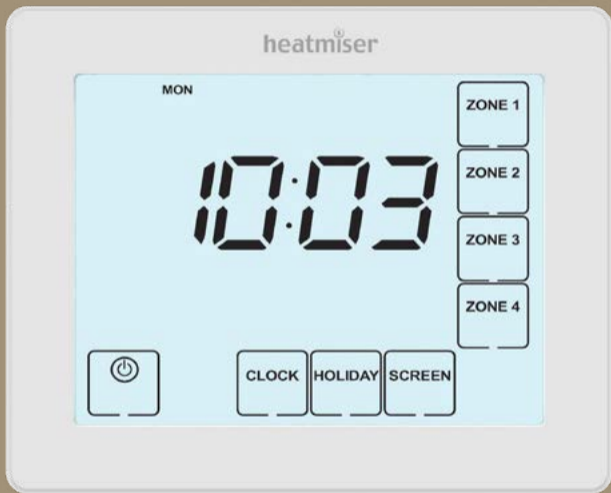 heatmiser
MON
ZONE 1
10:03
ZONE 2
ZONE 3
ZONE 4
CLOCK HOLIDAY SCREEN